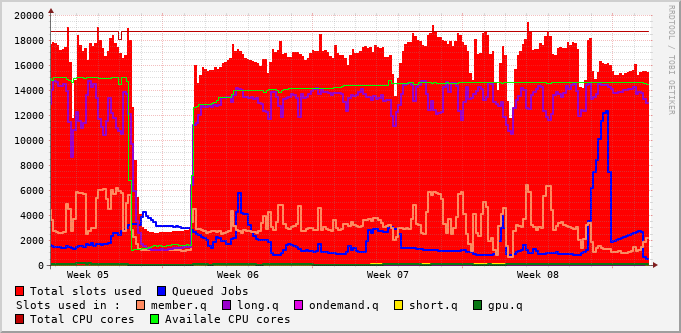 20000
18000
16000
14000
12000
10000
8000
6000
4000
2000
0
Week 05 Week 06 Week 07 Week 08
RRDTOOL / TOBI OETIKER
Total slots used Queued Jobs
Slots used in : member.q long.q ondemand.q short.q gpu.q
Total CPU cores Availale CPU cores